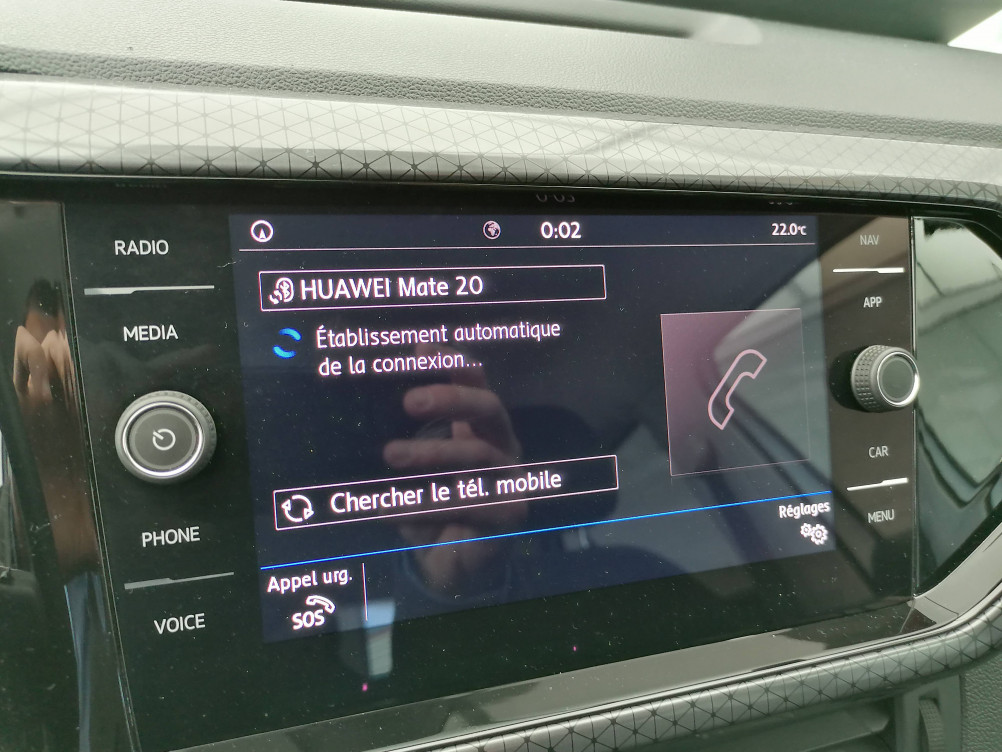 0:02
22.0°C
RADIO
MEDIA
PHONE
VOICE
HUAWEI Mate 20
Établissement automatique
de la connexion...
Chercher le tél. mobile
Réglages
Appel urg.
SOS
NAV
APP
CAR
MENU